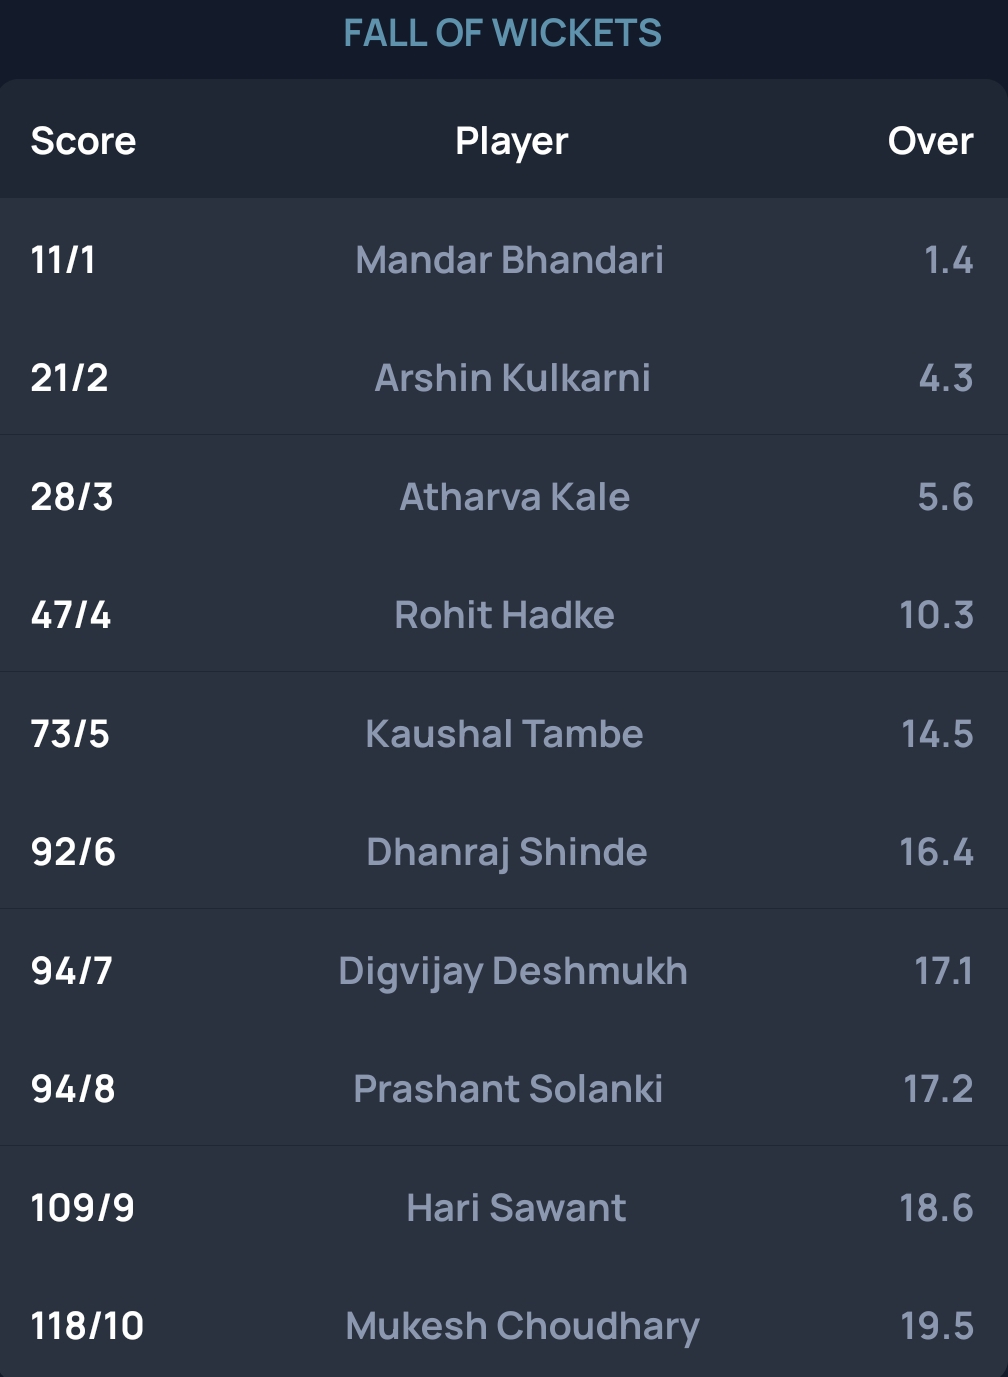 FALL OF WICKETS
Score Player Over
11/1 Mandar Bhandari 1.4
21/2 Arshin Kulkarni 4.3
28/3 Atharva Kale 5.6
47/4 Rohit Hadke 10.3
73/5 Kaushal Tambe 14.5
92/6 Dhanraj Shinde 16.4
94/7 Digvijay Deshmukh 17.1
94/8 Prashant Solanki 17.2
109/9 Hari Sawant 18.6
118/10 Mukesh Choudhary 19.5